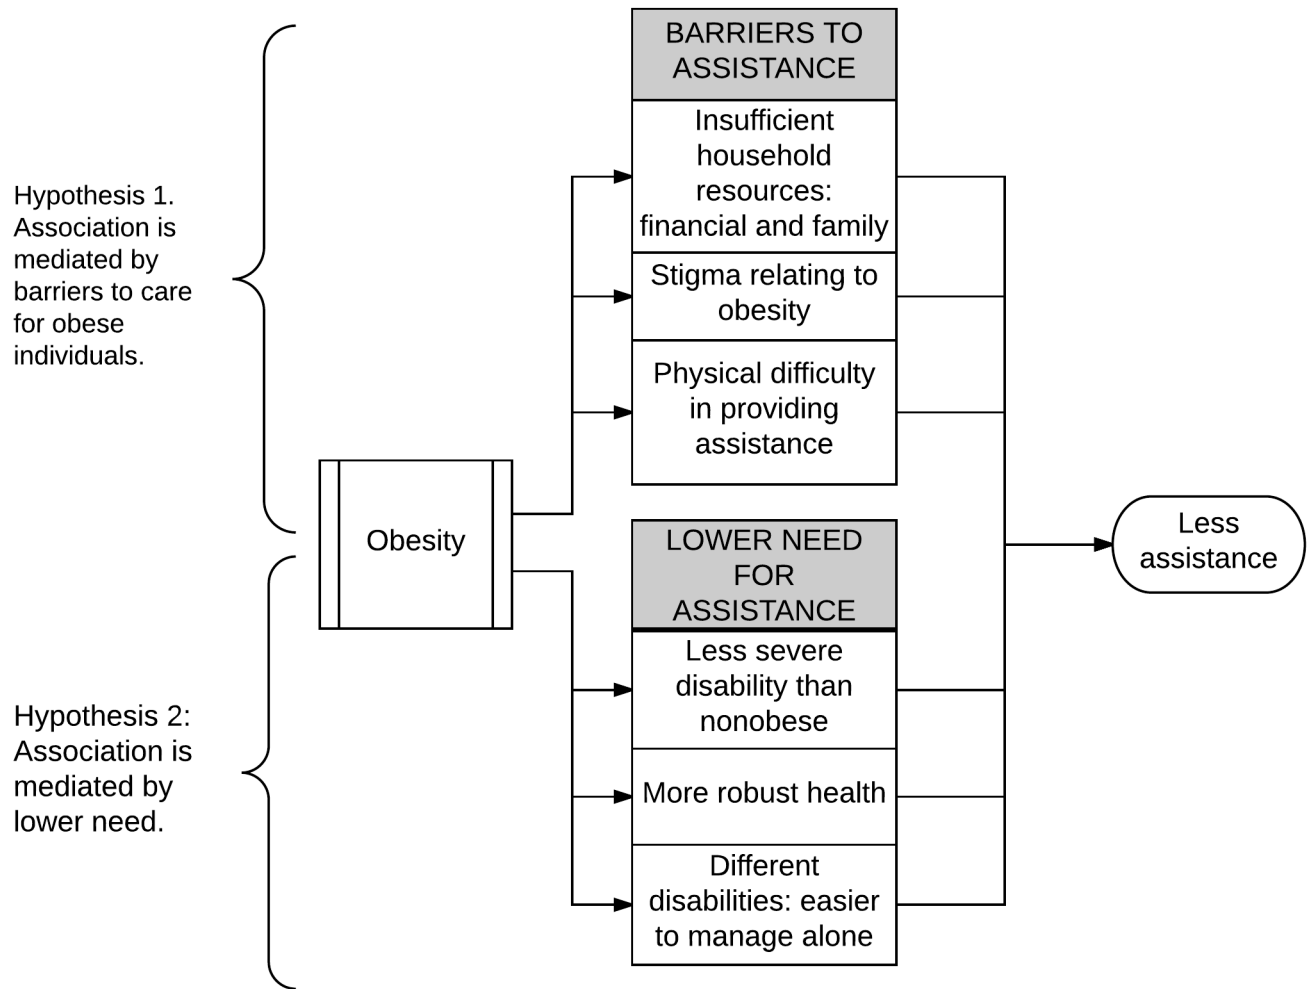 Hypothesis 1.
Association is
mediated by
barriers to care
for obese
individuals.
Hypothesis 2:
Association is
mediated by
lower need.
Obesity
BARRIERS TO
ASSISTANCE
Insufficient
household
resources:
financial and family
Stigma relating to
obesity
Physical difficulty
in providing
assistance
LOWER NEED
FOR
ASSISTANCE
Less severe
disability than
nonobese
More robust health
Different
disabilities: easier
to manage alone
Less
assistance